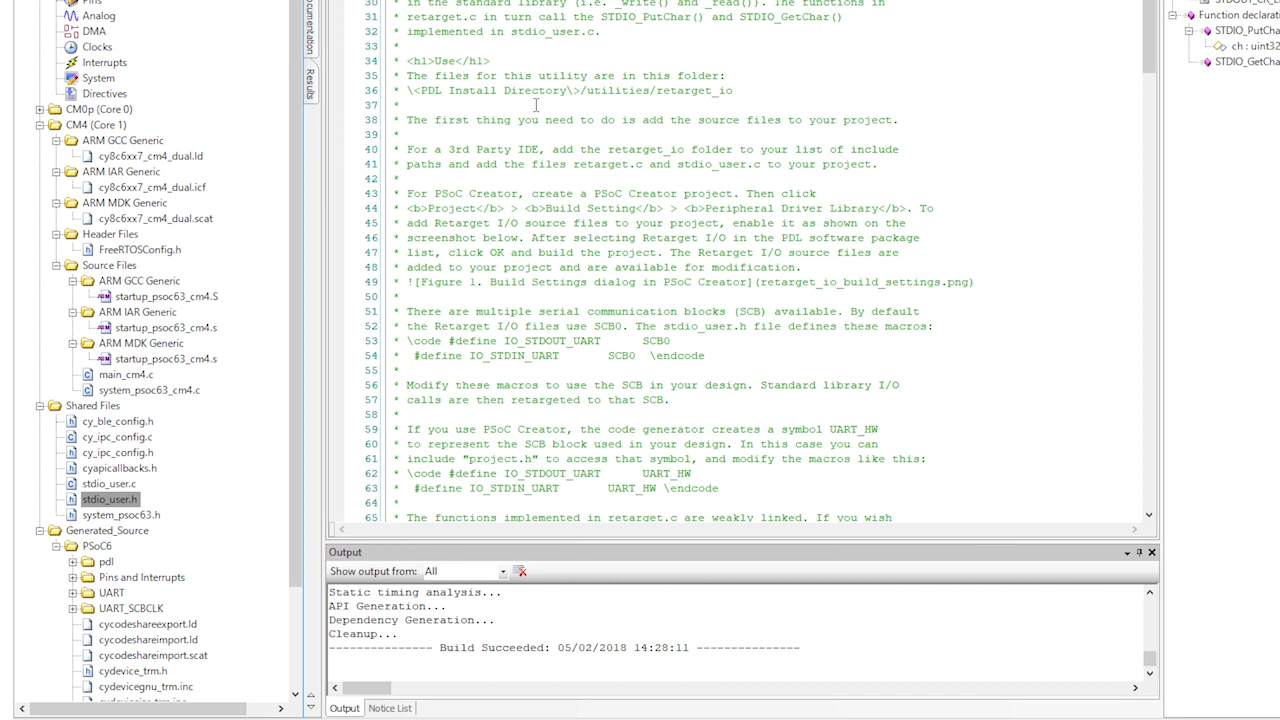 Pins
Analog
DMA
Clocks
Interrupts
System
Directives
CM0p (Core 0)
CM4 (Core 1)
ARM GCC Generic
cy8c6xx7_cm4_dual.ld
ARM IAR Generic
cy8c6xx7_cm4_dual.icf
ARM MDK Generic
cy8c6xx7_cm4_dual.scat
Header Files
FreeRTOSConfig.h
Source Files
ARM GCC Generic
startup_psoc63_cm4.S
ARM IAR Generic
startup_psoc63_cm4.s
ARM MDK Generic
startup_psoc63_cm4.s
main_cm4.c
system_psoc63_cm4.c
Shared Files
cy_ble_config.h
cy_ipc_config.c
cy_ipc_config.h
cyapicallbacks.h
stdio_user.c
stdio_user.h
system_psoc63.h
Generated_Source
PSoC6
pdl
Pins and Interrupts
UART
UART_SCBCLK
cycodeshareexport.ld
cycodeshareimport.ld
cycodeshareimport.scat
cydevice_trm.h
cydevicegnu_trm.inc
Results
30 * in the standard library (i.e. _write() and _read()). The functions in
31 * retarget.c in turn call the STDIO_PutChar() and STDIO_GetChar()
32 * implemented in stdio_user.c.
33 *
34 * <h1>Use</h1>
35 * The files for this utility are in this folder:
36 * \<PDL Install Directory\>/utilities/retarget_io
37 *
38 * The first thing you need to do is add the source files to your project.
39 *
40 * For a 3rd Party IDE, add the retarget_io folder to your list of include
41 * paths and add the files retarget.c and stdio_user.c to your project.
42 *
43 * For PSoC Creator, create a PSoC Creator project. Then click
44 * <b>Project</b> > <b>Build Setting</b> > <b>Peripheral Driver Library</b>. To
45 * add Retarget I/O source files to your project, enable it as shown on the
46 * screenshot below. After selecting Retarget I/O in the PDL software package
47 * list, click OK and build the project. The Retarget I/O source files are
48 * added to your project and are available for modification.
49 * ![Figure 1. Build Settings dialog in PSoC Creator](retarget_io_build_settings.png)
50 *
51 * There are multiple serial communication blocks (SCB) available. By default
52 * the Retarget I/O files use SCB0. The stdio_user.h file defines these macros:
53 * \code #define IO_STDOUT_UART SCB0
54 * #define IO_STDIN_UART SCB0 \endcode
55 *
56 * Modify these macros to use the SCB in your design. Standard library I/O
57 * calls are then retargeted to that SCB.
58 *
59 * If you use PSoC Creator, the code generator creates a symbol UART_HW
60 * to represent the SCB block used in your design. In this case you can
61 * include "project.h" to access that symbol, and modify the macros like this:
62 * \code #define IO_STDOUT_UART UART_HW
63 * #define IO_STDIN_UART UART_HW \endcode
64 *
65 * The functions implemented in retarget.c are weakly linked. If you wish
Function declarat
STDIO_PutCha
ch : uint32
STDIO_GetCha
Output
Show output from: All
Static timing analysis...
API Generation...
Dependency Generation...
Cleanup...
--------------- Build Succeeded: 05/02/2018 14:28:11 ---------------
Output Notice List